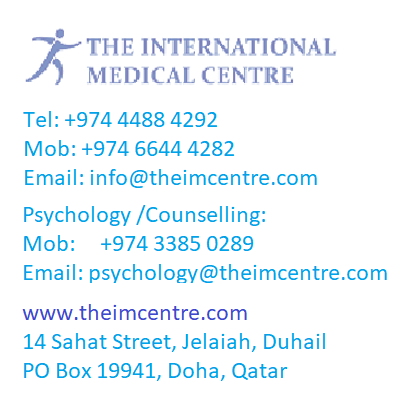 THE INTERNATIONAL
MEDICAL CENTRE
Tel: +974 4488 4292
Mob: +974 6644 4282
Email: info@theimcentre.com
Psychology /Counselling:
Mob: +974 3385 0289
Email: psychology@theimcentre.com
www.theimcentre.com
14 Sahat Street, Jelaiah, Duhail
PO Box 19941, Doha, Qatar